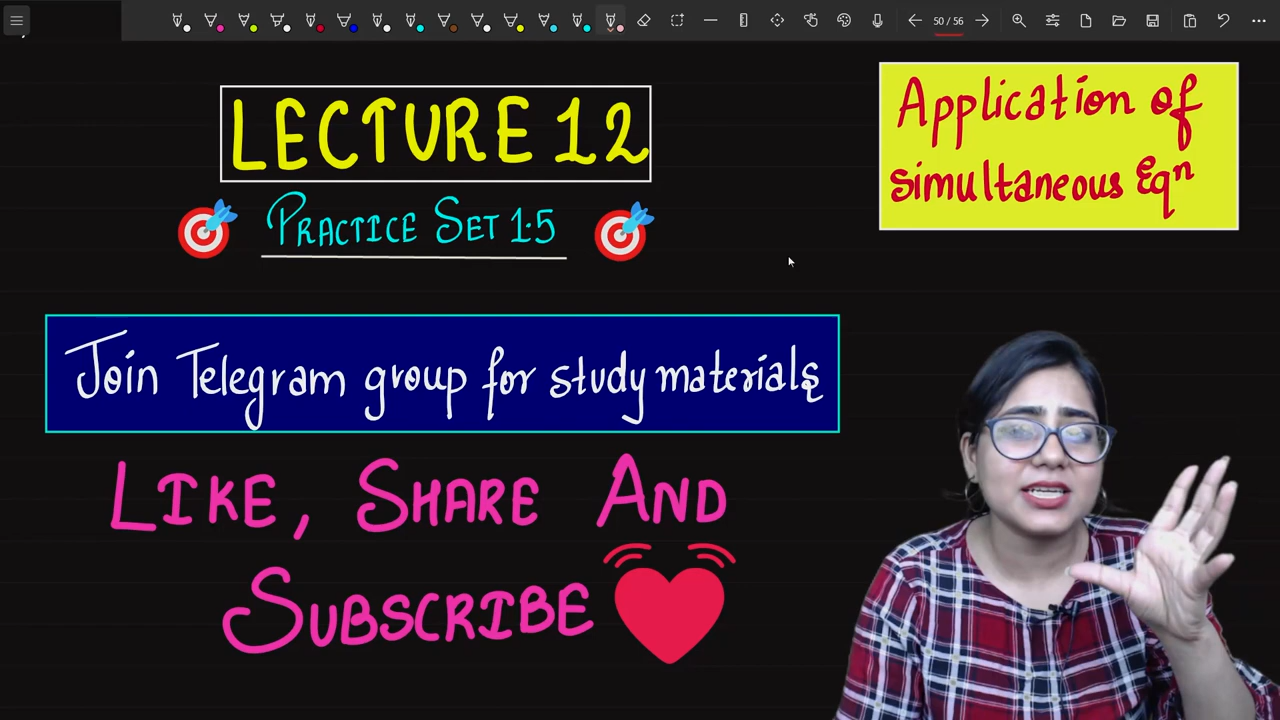 50 / 56
LECTURE 12
PRACTICE SET 1.5
Application of
simultaneous Eqⁿ
Join Telegram group for study materials
LIKE, SHARE AND
SUBSCRIBE